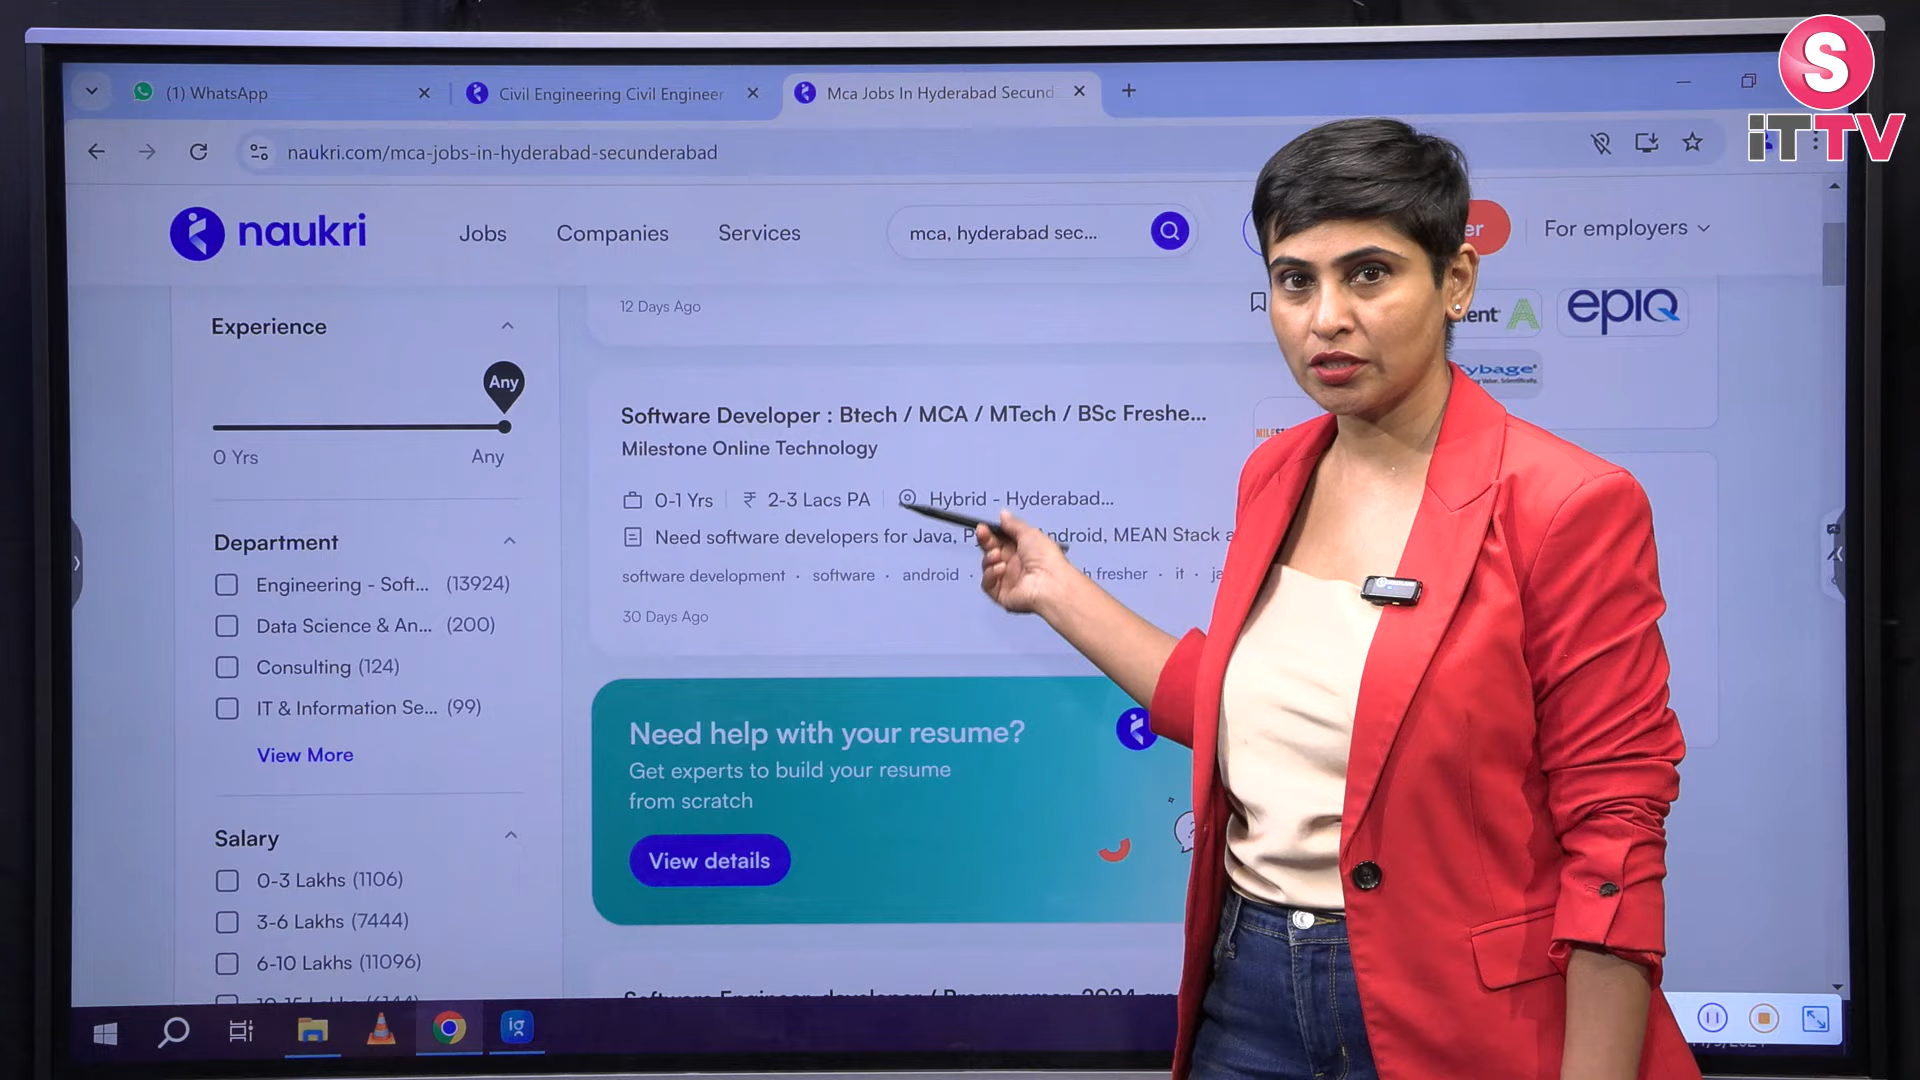 S
iTTV
(1) WhatsApp
Civil Engineering Civil Engineer
Mca Jobs In Hyderabad Secund
naukri.com/mca-jobs-in-hyderabad-secunderabad
naukri
Jobs
Companies
Services
mca, hyderabad sec...
er
For employers
Experience
Any
0 Yrs
Any
12 Days Ago
ient
epiq
Cybage
Software Developer : Btech / MCA / MTech / BSc Freshe...
Milestone Online Technology
0-1 Yrs
₹ 2-3 Lacs PA
Hybrid - Hyderabad...
Need software developers for Java, ndroid, MEAN Stack a
software development · software · android · h fresher · it · ja
30 Days Ago
Department
Engineering - Soft... (13924)
Data Science & An... (200)
Consulting (124)
IT & Information Se... (99)
View More
Need help with your resume?
Get experts to build your resume
from scratch
View details
Salary
0-3 Lakhs (1106)
3-6 Lakhs (7444)
6-10 Lakhs (11096)
ig